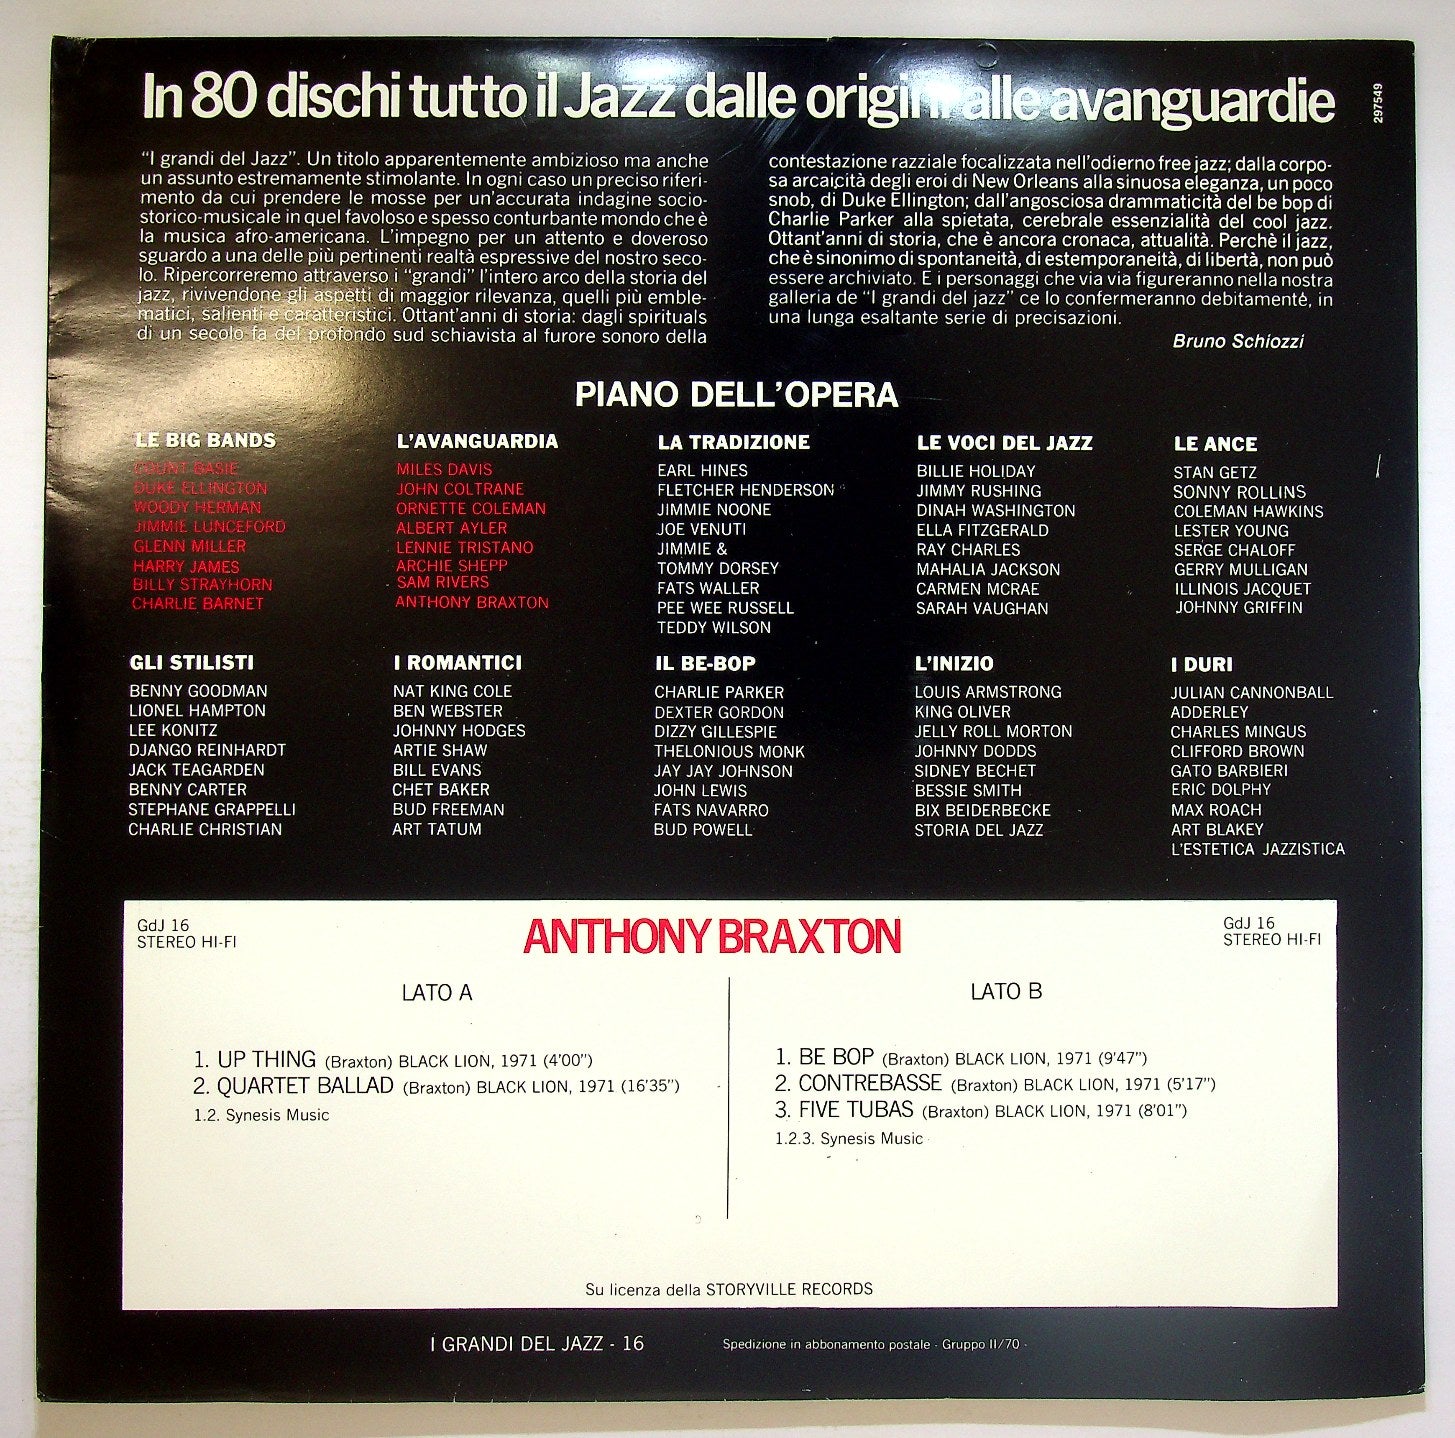 In 80 dischi tutto il Jazz dalle origini alle avanguardie
297549
“I grandi del Jazz”. Un titolo apparentemente ambizioso ma anche
un assunto estremamente stimolante. In ogni caso un preciso riferi-
mento da cui prendere le mosse per un'accurata indagine socio-
storico-musicale in quel favoloso e spesso conturbante mondo che è
la musica afro-americana. L'impegno per un attento e doveroso
sguardo a una delle più pertinenti realtà espressive del nostro seco-
lo. Ripercorreremo attraverso i “grandi” l'intero arco della storia del
jazz, rivivendone gli aspetti di maggior rilevanza, quelli più emble-
matici, salienti e caratteristici. Ottant'anni di storia: dagli spirituals
di un secolo fa del profondo sud schiavista al furore sonoro della
contestazione razziale focalizzata nell'odierno free jazz; dalla corpo-
sa arcaicità degli eroi di New Orleans alla sinuosa eleganza, un poco
snob, di Duke Ellington; dall'angosciosa drammaticità del be bop di
Charlie Parker alla spietata, cerebrale essenzialità del cool jazz.
Ottant'anni di storia, che è ancora cronaca, attualità. Perchè il jazz,
che è sinonimo di spontaneità, di estemporaneità, di libertà, non può
essere archiviato. E i personaggi che via via figureranno nella nostra
galleria de “I grandi del jazz” ce lo confermeranno debitamente, in
una lunga esaltante serie di precisazioni.
Bruno Schiozzi
PIANO DELL'OPERA
LE BIG BANDS
COUNT BASIE
DUKE ELLINGTON
WOODY HERMAN
JIMMIE LUNCEFORD
GLENN MILLER
HARRY JAMES
BILLY STRAYHORN
CHARLIE BARNET
L'AVANGUARDIA
MILES DAVIS
JOHN COLTRANE
ORNETTE COLEMAN
ALBERT AYLER
LENNIE TRISTANO
ARCHIE SHEPP
SAM RIVERS
ANTHONY BRAXTON
LA TRADIZIONE
EARL HINES
FLETCHER HENDERSON
JIMMIE NOONE
JOE VENUTI
JIMMIE &
TOMMY DORSEY
FATS WALLER
PEE WEE RUSSELL
TEDDY WILSON
LE VOCI DEL JAZZ
BILLIE HOLIDAY
JIMMY RUSHING
DINAH WASHINGTON
ELLA FITZGERALD
RAY CHARLES
MAHALIA JACKSON
CARMEN MCRAE
SARAH VAUGHAN
LE ANCE
STAN GETZ
SONNY ROLLINS
COLEMAN HAWKINS
LESTER YOUNG
SERGE CHALOFF
GERRY MULLIGAN
ILLINOIS JACQUET
JOHNNY GRIFFIN
GLI STILISTI
BENNY GOODMAN
LIONEL HAMPTON
LEE KONITZ
DJANGO REINHARDT
JACK TEAGARDEN
BENNY CARTER
STEPHANE GRAPPELLI
CHARLIE CHRISTIAN
I ROMANTICI
NAT KING COLE
BEN WEBSTER
JOHNNY HODGES
ARTIE SHAW
BILL EVANS
CHET BAKER
BUD FREEMAN
ART TATUM
IL BE-BOP
CHARLIE PARKER
DEXTER GORDON
DIZZY GILLESPIE
THELONIOUS MONK
JAY JAY JOHNSON
JOHN LEWIS
FATS NAVARRO
BUD POWELL
L'INIZIO
LOUIS ARMSTRONG
KING OLIVER
JELLY ROLL MORTON
JOHNNY DODDS
SIDNEY BECHET
BESSIE SMITH
BIX BEIDERBECKE
STORIA DEL JAZZ
I DURI
JULIAN CANNONBALL
ADDERLEY
CHARLES MINGUS
CLIFFORD BROWN
GATO BARBIERI
ERIC DOLPHY
MAX ROACH
ART BLAKEY
L'ESTETICA JAZZISTICA
GdJ 16
STEREO HI-FI
ANTHONY BRAXTON
GdJ 16
STEREO HI-FI
LATO A
1. UP THING (Braxton) BLACK LION, 1971 (4'00”)
2. QUARTET BALLAD (Braxton) BLACK LION, 1971 (16'35”)
1.2. Synesis Music
LATO B
1. BE BOP (Braxton) BLACK LION, 1971 (9'47”)
2. CONTREBASSE (Braxton) BLACK LION, 1971 (5'17”)
3. FIVE TUBAS (Braxton) BLACK LION, 1971 (8'01”)
1.2.3. Synesis Music
Su licenza della STORYVILLE RECORDS
I GRANDI DEL JAZZ - 16
Spedizione in abbonamento postale - Gruppo II/70 -